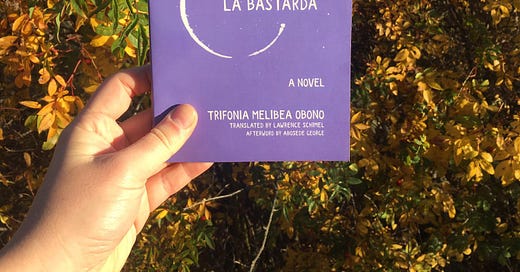 LA BASTARDA
A NOVEL
TRIFONIA MELIBEA OBONO
TRANSLATED BY LAWRENCE SCHIMEL
AFTERWORD BY ABOSEDE GEORGE